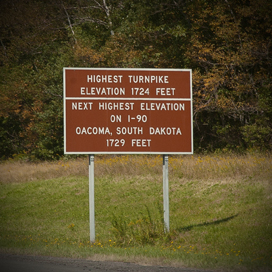 HIGHEST TURNPIKE
ELEVATION 1724 FEET
NEXT HIGHEST ELEVATION
ON I-90
OACOMA, SOUTH DAKOTA
1729 FEET